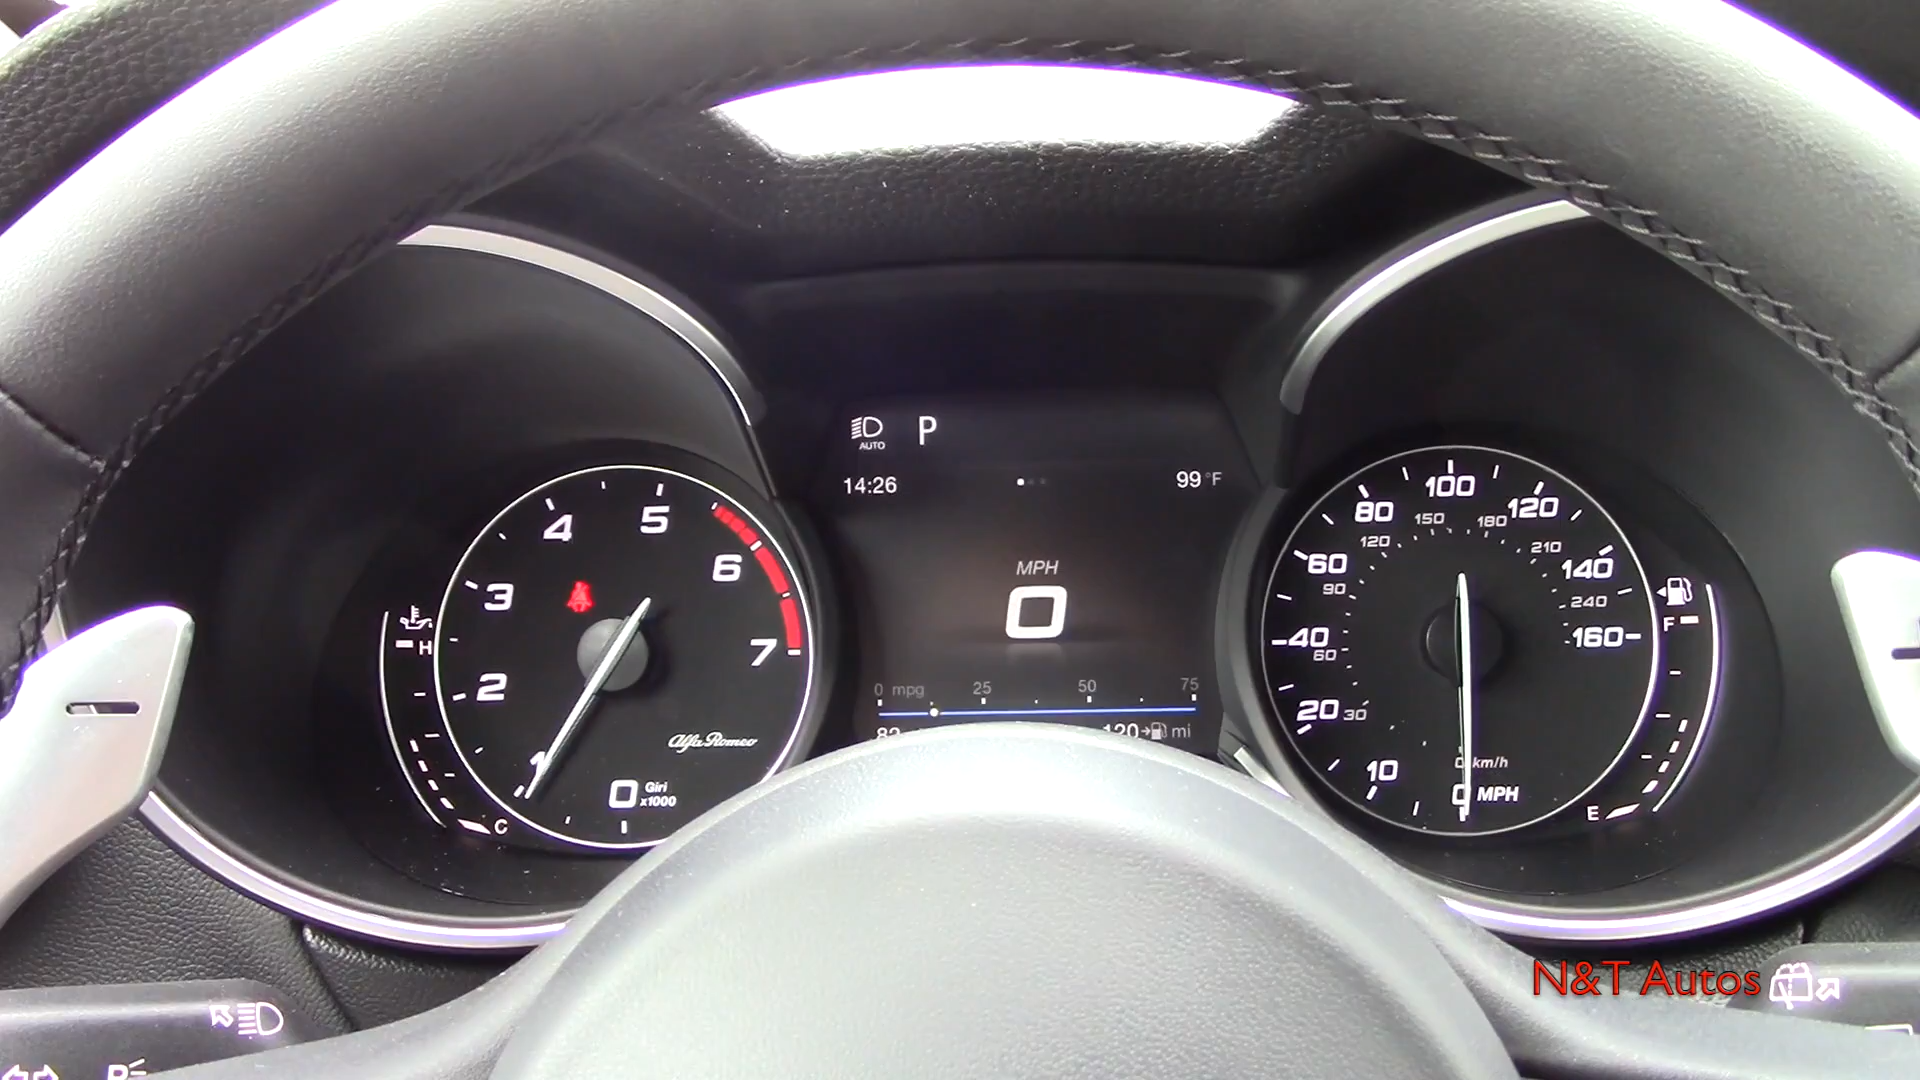 AUTO
P
14:26
99°F
MPH
0
0 mpg 25 50 75
120 mi
1 2 3 4 5 6 7
Alfa Romeo
0 Giri
x1000
H
C
0 MPH 10 20 40 60 80 100 120 140 160
0 km/h 30 60 90 120 150 180 210 240
F
E
N&T Autos